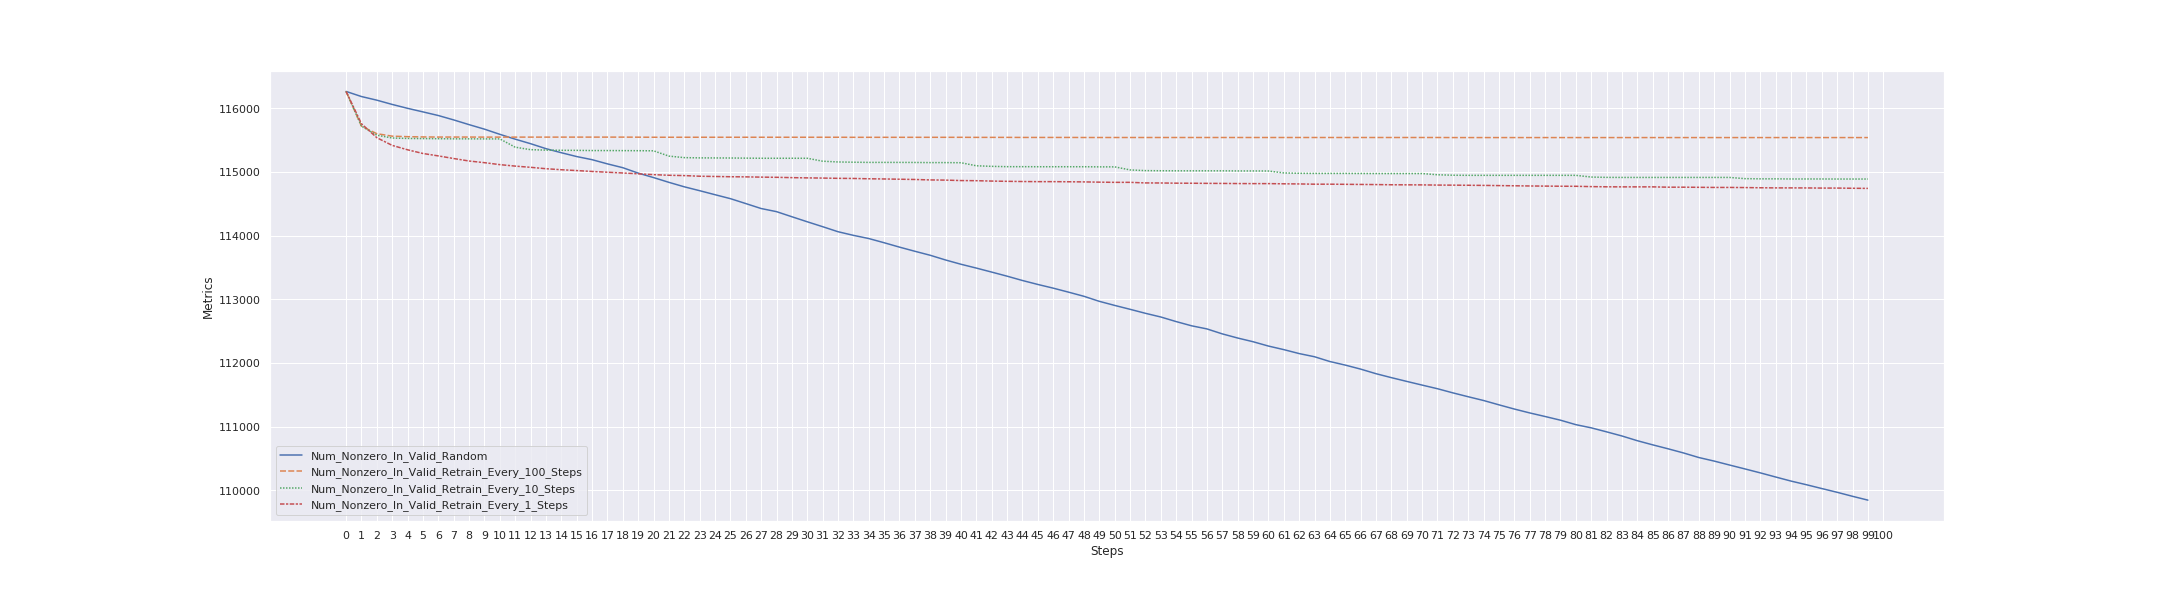 116000
115000
114000
113000
112000
111000
110000
Metrics
Num_Nonzero_In_Valid_Random
Num_Nonzero_In_Valid_Retrain_Every_100_Steps
Num_Nonzero_In_Valid_Retrain_Every_10_Steps
Num_Nonzero_In_Valid_Retrain_Every_1_Steps
0 1 2 3 4 5 6 7 8 9 10 11 12 13 14 15 16 17 18 19 20 21 22 23 24 25 26 27 28 29 30 31 32 33 34 35 36 37 38 39 40 41 42 43 44 45 46 47 48 49 50 51 52 53 54 55 56 57 58 59 60 61 62 63 64 65 66 67 68 69 70 71 72 73 74 75 76 77 78 79 80 81 82 83 84 85 86 87 88 89 90 91 92 93 94 95 96 97 98 99 100
Steps